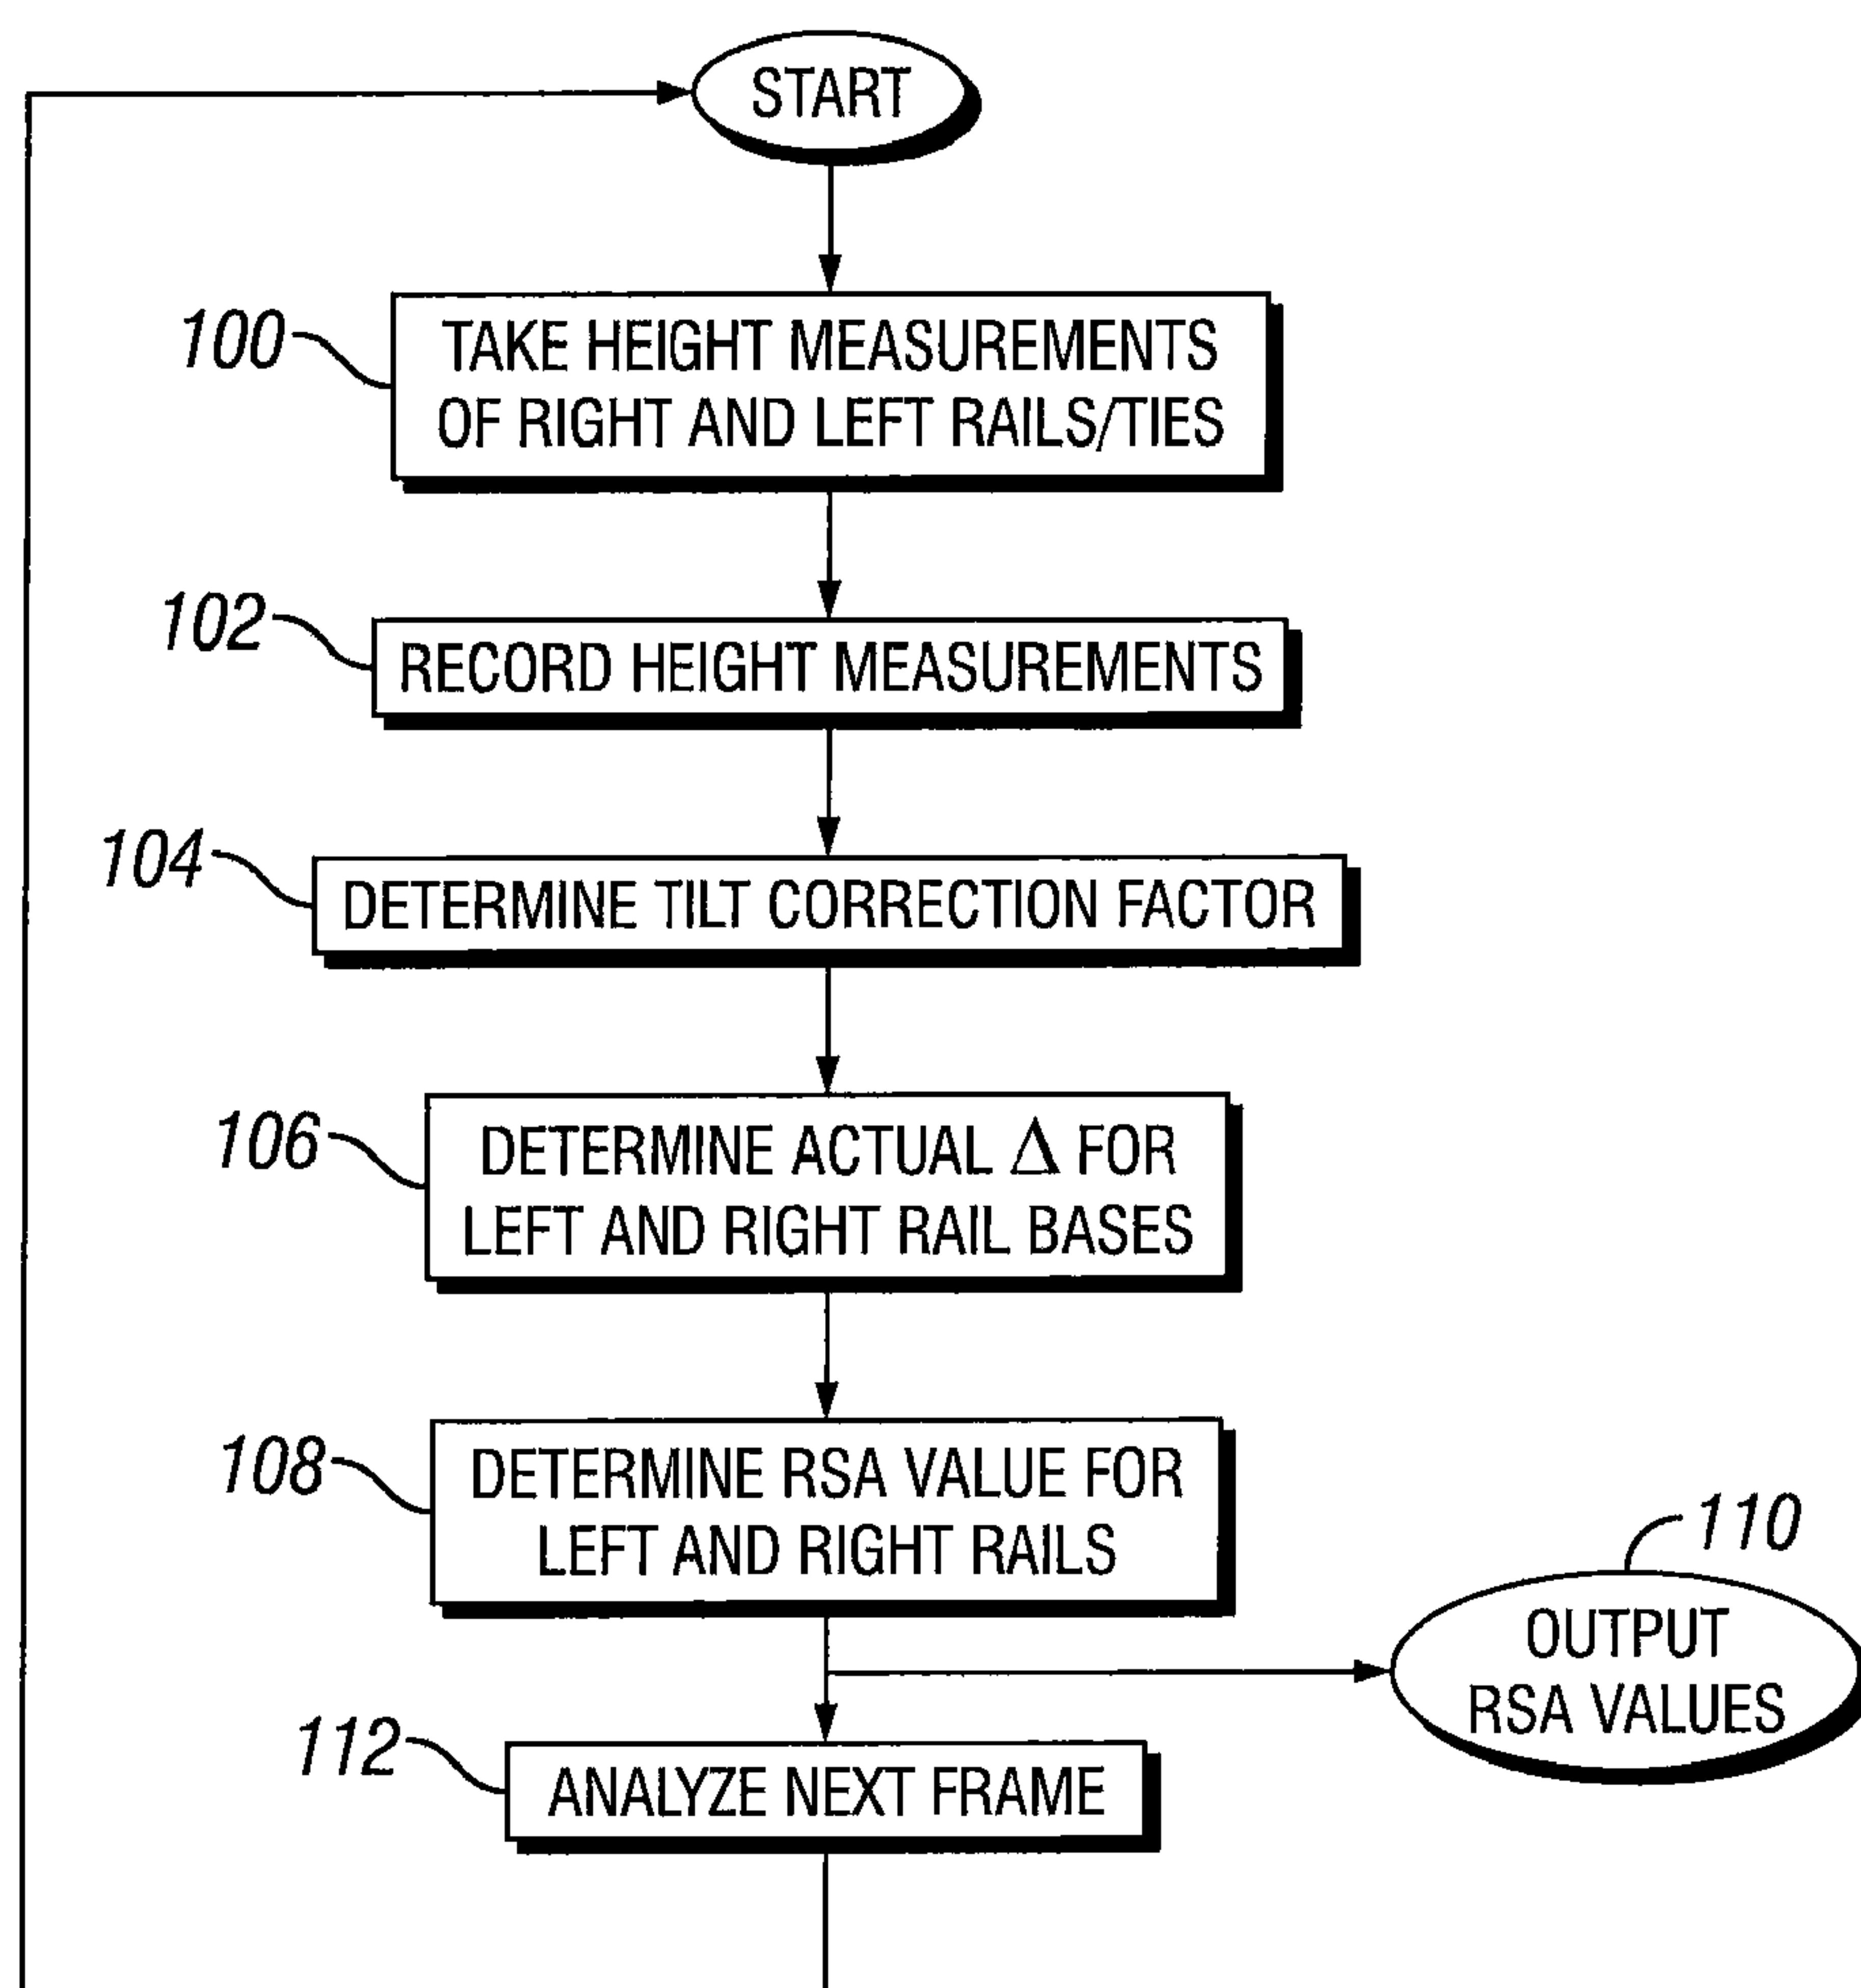 START
100
TAKE HEIGHT MEASUREMENTS
OF RIGHT AND LEFT RAILS/TIES
102
RECORD HEIGHT MEASUREMENTS
104
DETERMINE TILT CORRECTION FACTOR
106
DETERMINE ACTUAL Δ FOR
LEFT AND RIGHT RAIL BASES
108
DETERMINE RSA VALUE FOR
LEFT AND RIGHT RAILS
110
OUTPUT
RSA VALUES
112
ANALYZE NEXT FRAME